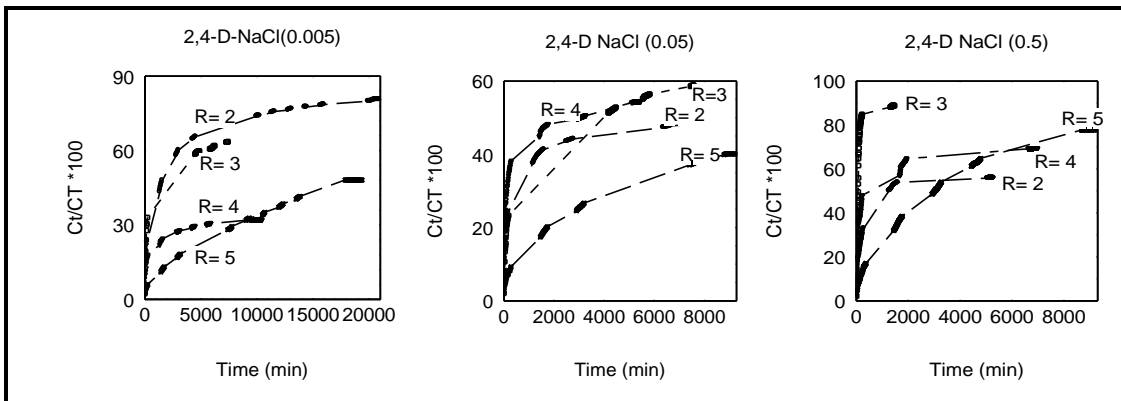 2,4-D-NaCl(0.005)
Ct/CT *100
90
60
30
0
R= 2
R= 3
R= 4
R= 5
0 5000 10000 15000 20000
Time (min)
2,4-D NaCl (0.05)
Ct/CT *100
60
40
20
0
R= 4
R=3
R= 2
R= 5
0 2000 4000 6000 8000
Time (min)
2,4-D NaCl (0.5)
Ct/CT *100
100
80
60
40
20
0
R= 3
R= 5
R= 4
R= 2
0 2000 4000 6000 8000
Time (min)